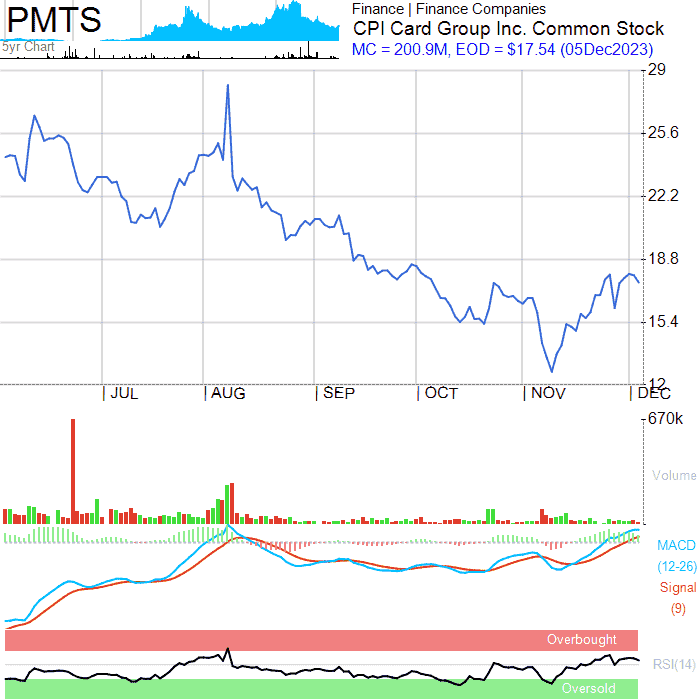 PMTS
5yr Chart
Finance | Finance Companies
CPI Card Group Inc. Common Stock
MC = 200.9M, EOD = $17.54 (05Dec2023)
29
25.6
22.2
18.8
15.4
12
JUL AUG SEP OCT NOV DEC
670k
Volume
MACD
(12-26)
Signal
(9)
Overbought
RSI(14)
Oversold